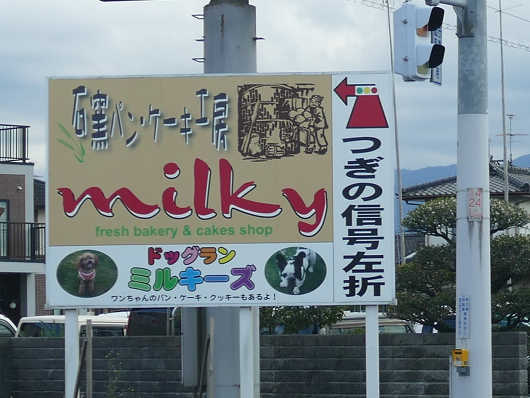 石窯パン・ケーキ工房
milky
fresh bakery & cakes shop
ドッグラン
ミルキーズ
ワンちゃんのパン・ケーキ・クッキーもあるよ!
つぎの信号左折
24